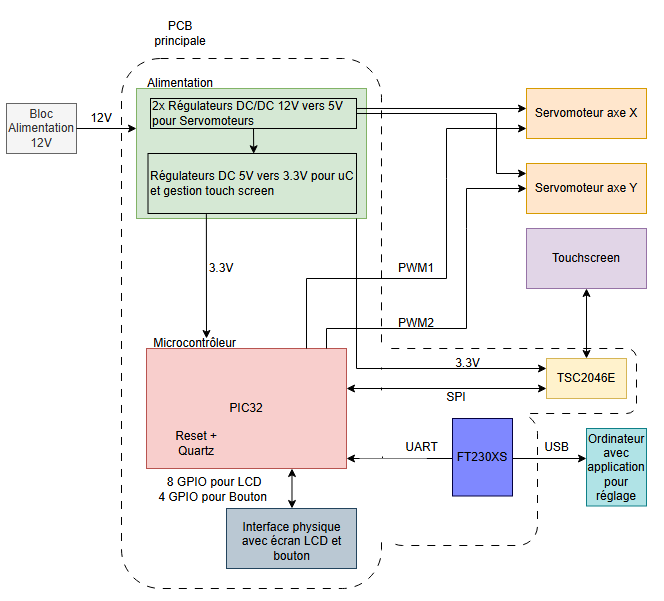 PCB
principale
Alimentation
Bloc
Alimentation
12V
12V
2x Régulateurs DC/DC 12V vers 5V
pour Servomoteurs
Régulateurs DC 5V vers 3.3V pour uC
et gestion touch screen
Servomoteur axe X
Servomoteur axe Y
Touchscreen
3.3V
PWM1
PWM2
Microcontrôleur
3.3V
TSC2046E
SPI
PIC32
Reset +
Quartz
UART
FT230XS
USB
Ordinateur
avec
application
pour
réglage
8 GPIO pour LCD
4 GPIO pour Bouton
Interface physique
avec écran LCD et
bouton